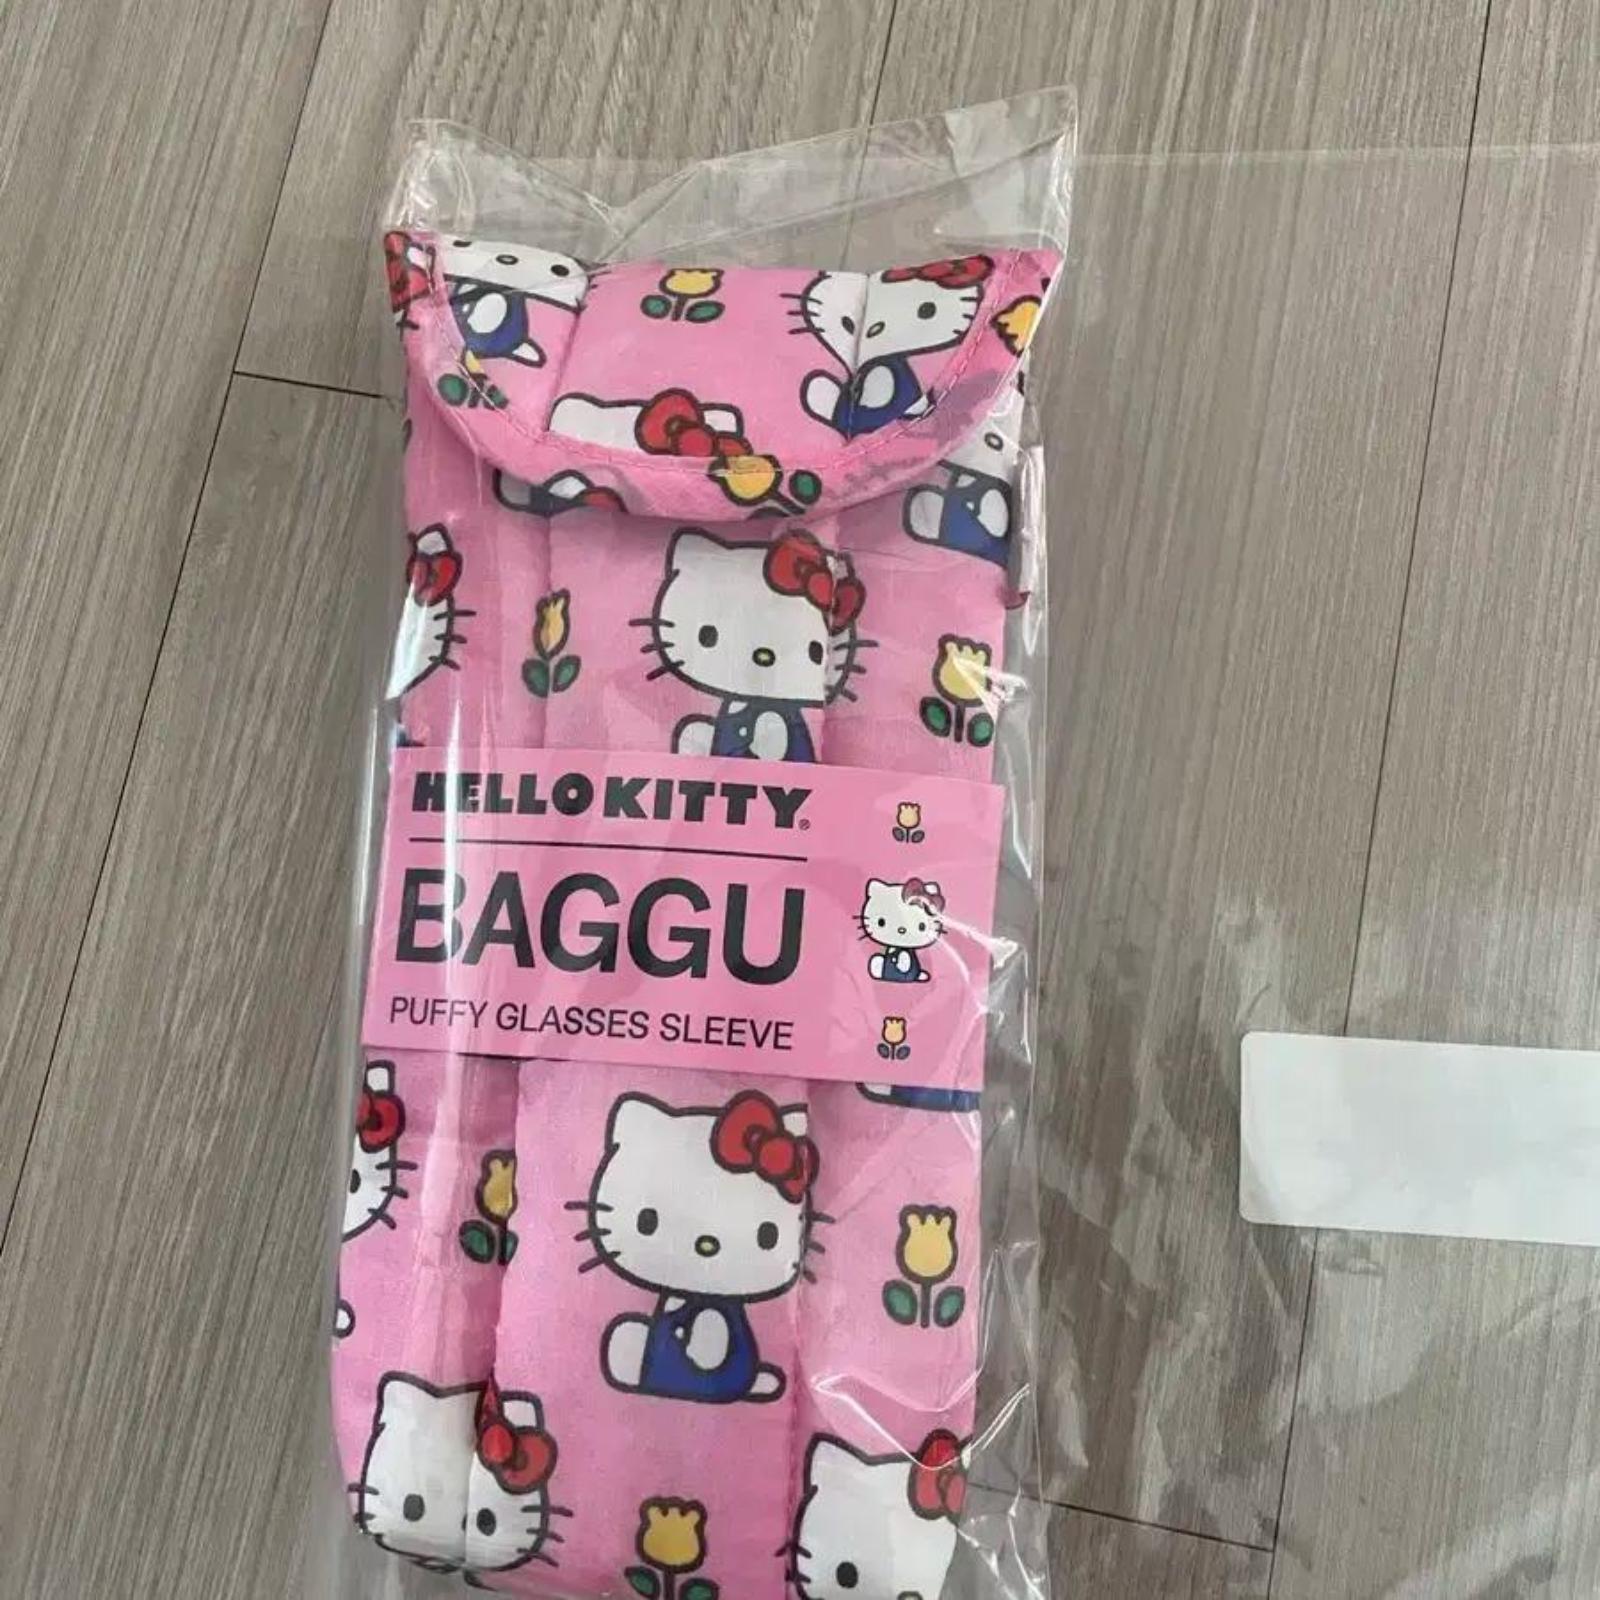 HELLO KITTY®
BAGGU
PUFFY GLASSES SLEEVE